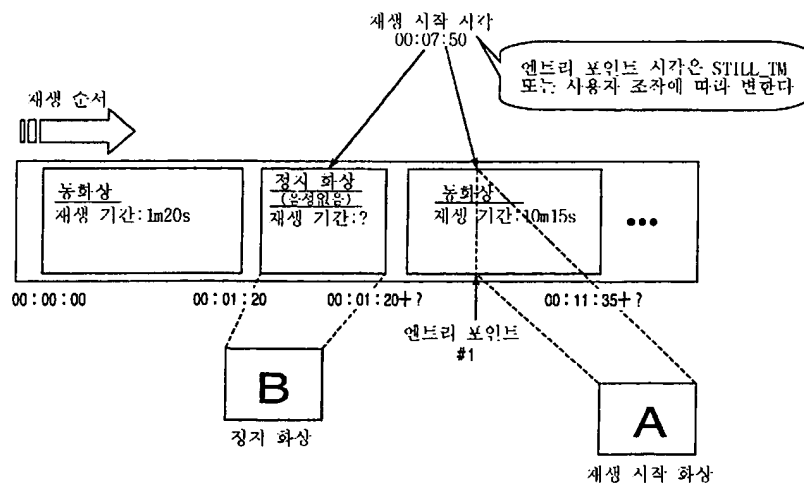 재생 시작 시각
00:07:50
엔트리 포인트 시각은 STILL_TM
또는 사용자 조작에 따라 변한다
재생 순서
동화상
재생 기간:1m20s
정지 화상
(음성없음)
재생 기간:?
동화상
재생 기간:10m15s
•••
00:00:00
00:01:20
00:01:20+?
00:11:35+?
엔트리 포인트
#1
B
정지 화상
A
재생 시작 화상